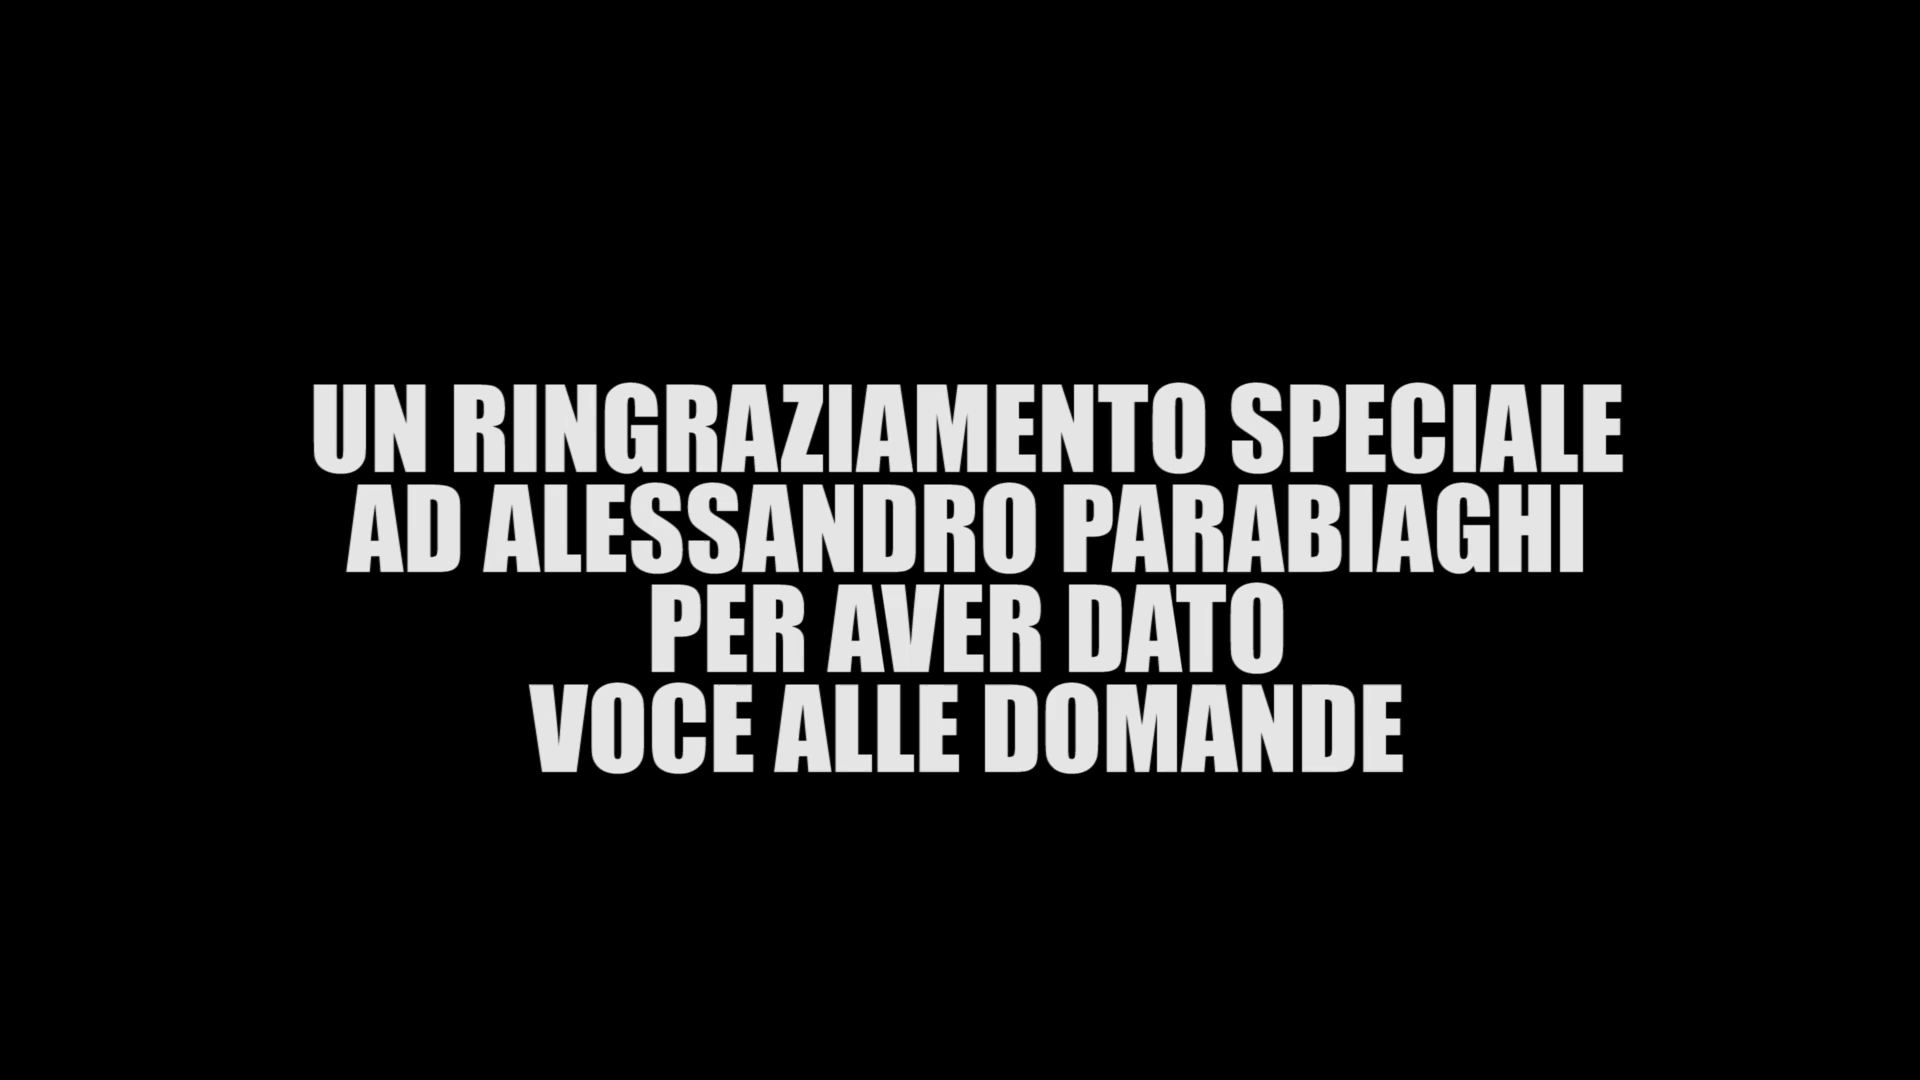 UN RINGRAZIAMENTO SPECIALE
AD ALESSANDRO PARABIAGHI
PER AVER DATO
VOCE ALLE DOMANDE